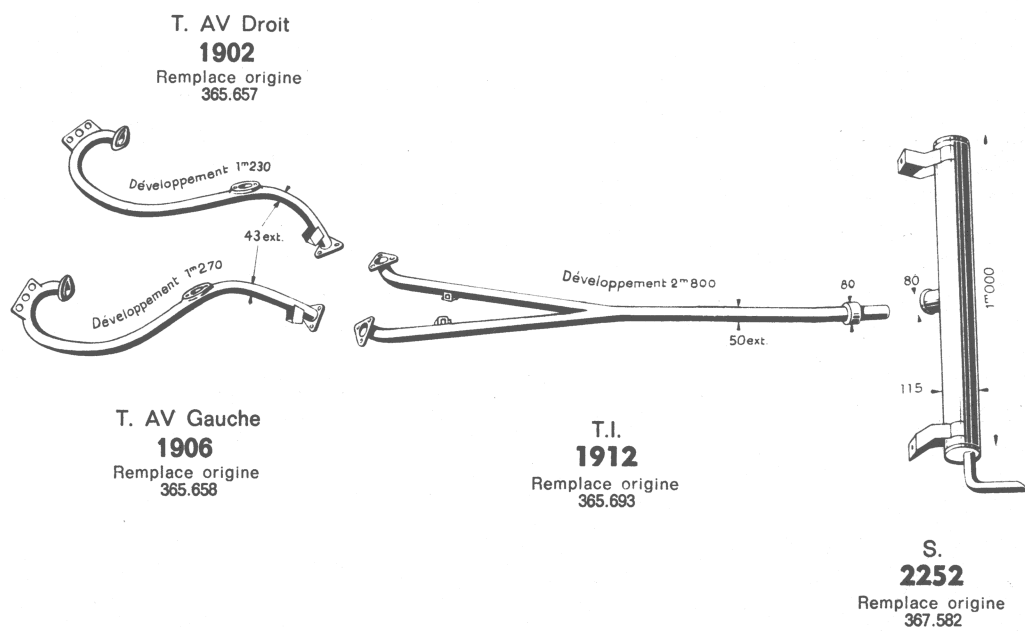 T. AV Droit
1902
Remplace origine
365.657
Développement 1m230
43 ext.
Développement 1m270
T. AV Gauche
1906
Remplace origine
365.658
Développement 2m800
80
50 ext.
T.I.
1912
Remplace origine
365.693
80
1m000
115
S.
2252
Remplace origine
367.582